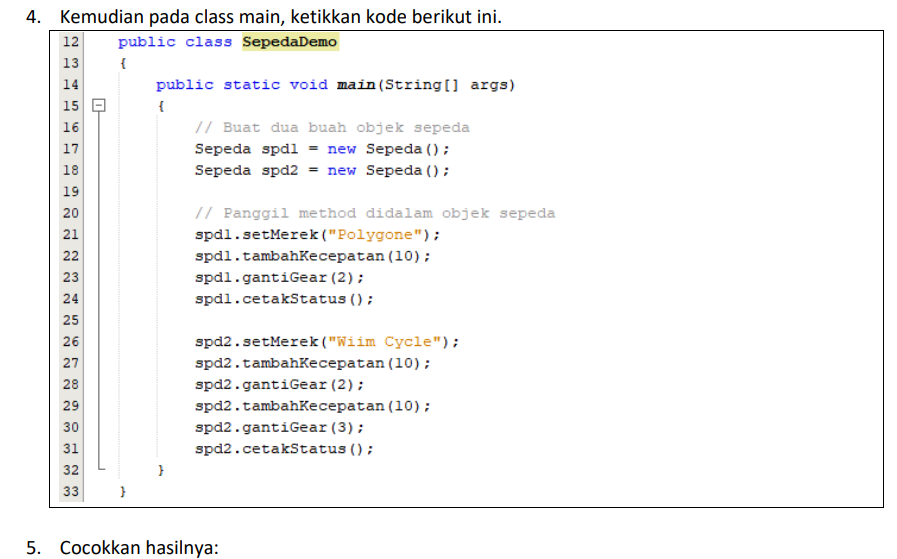 4. Kemudian pada class main, ketikkan kode berikut ini.
12 public class SepedaDemo
13 {
14 public static void main(String[] args)
15 {
16 // Buat dua buah objek sepeda
17 Sepeda spd1 = new Sepeda();
18 Sepeda spd2 = new Sepeda();
19
20 // Panggil method didalam objek sepeda
21 spd1.setMerek("Polygone");
22 spd1.tambahKecepatan(10);
23 spd1.gantiGear(2);
24 spd1.cetakStatus();
25
26 spd2.setMerek("Wiim Cycle");
27 spd2.tambahKecepatan(10);
28 spd2.gantiGear(2);
29 spd2.tambahKecepatan(10);
30 spd2.gantiGear(3);
31 spd2.cetakStatus();
32 }
33 }
5. Cocokkan hasilnya: